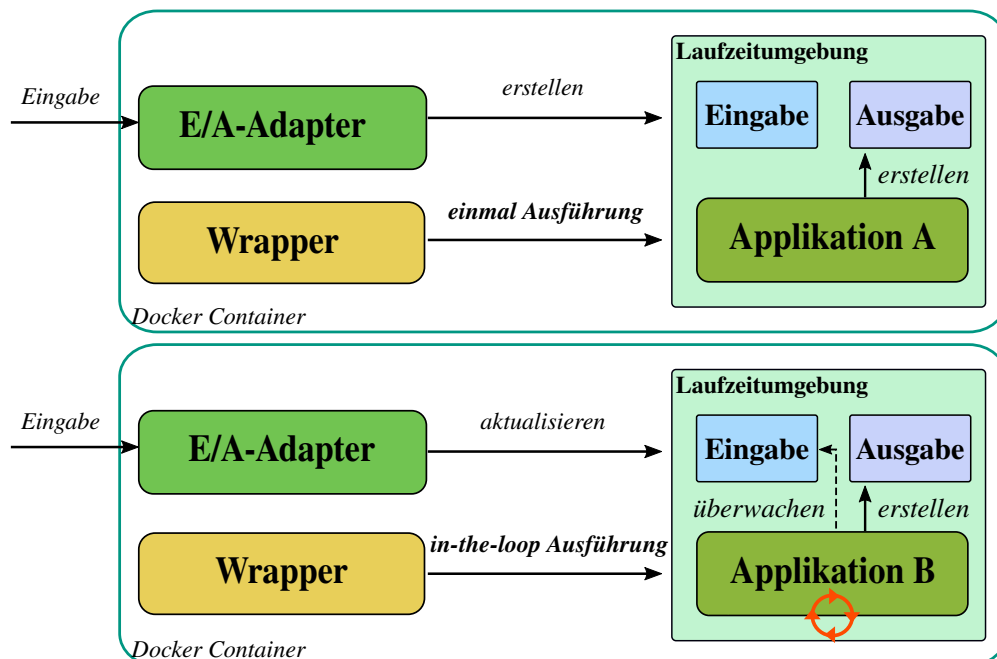 Laufzeitumgebung
Eingabe
erstellen
E/A-Adapter
Eingabe
Ausgabe
erstellen
einmal Ausführung
Wrapper
Applikation A
Docker Container
Laufzeitumgebung
Eingabe
aktualisieren
E/A-Adapter
Eingabe
Ausgabe
überwachen
erstellen
in-the-loop Ausführung
Wrapper
Applikation B
Docker Container